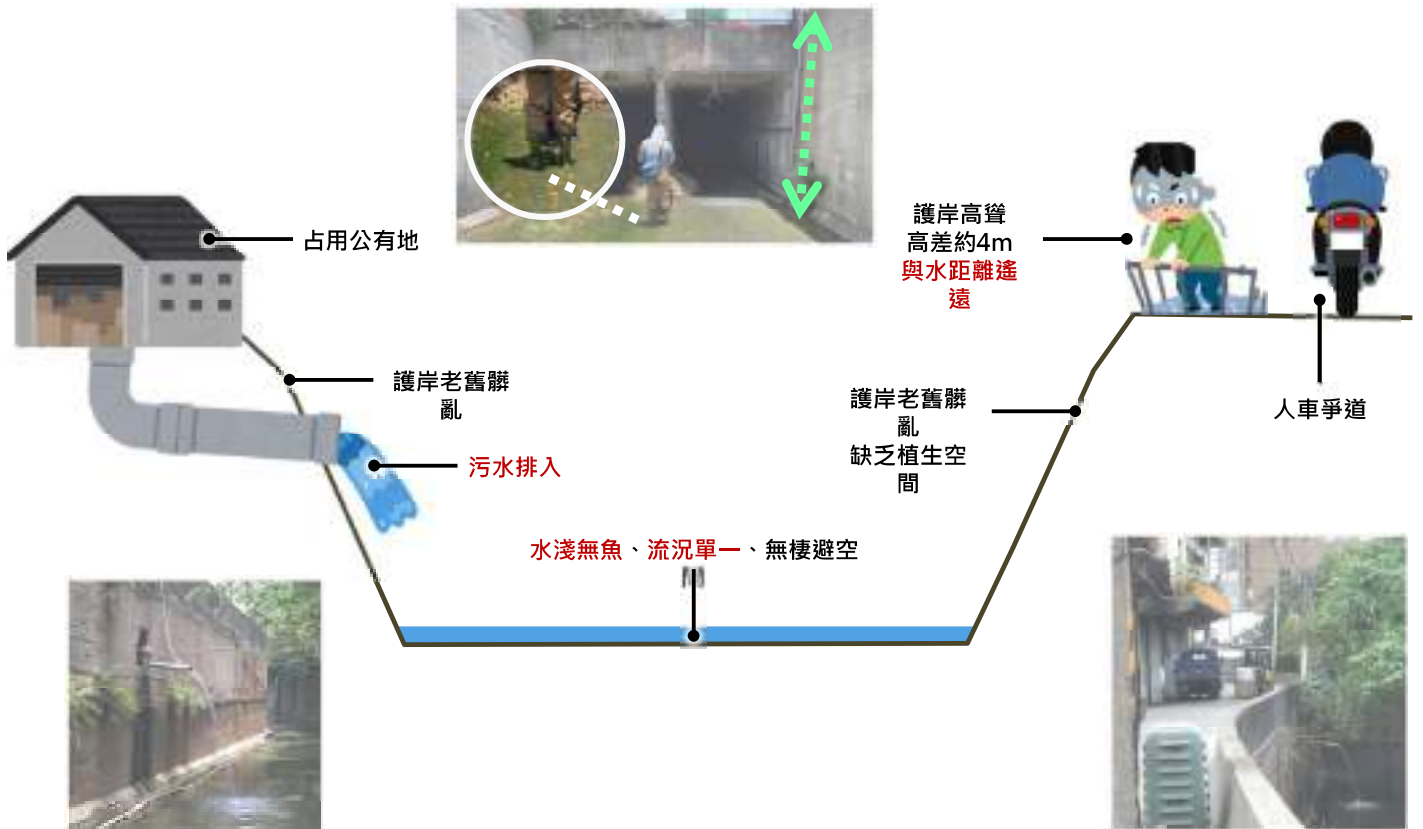 占用公有地
護岸高聳
高差約4m
與水距離遙
遠
護岸老舊髒
亂
護岸老舊髒
亂
缺乏植生空
間
人車爭道
污水排入
水淺無魚、流況單一、無棲避空
間